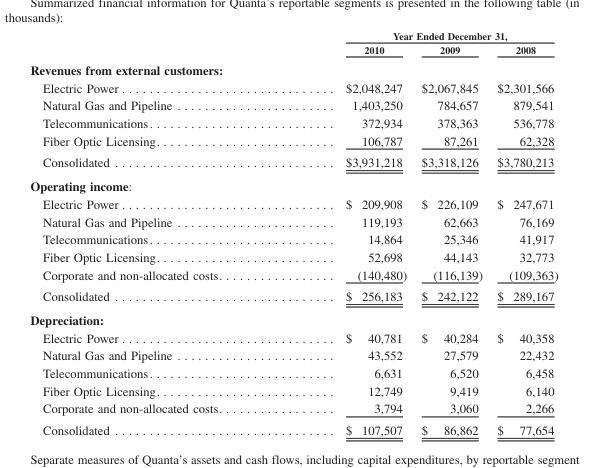 Summarized financial information for Quanta's reportable segments is presented in the following table (in
thousands):
Year Ended December 31,
2010 2009 2008
Revenues from external customers:
Electric Power . . . . . . . . . . . . . . . . . . . . . . . . . . . . . . $2,048,247 $2,067,845 $2,301,566
Natural Gas and Pipeline . . . . . . . . . . . . . . . . . . . . . . 1,403,250 784,657 879,541
Telecommunications. . . . . . . . . . . . . . . . . . . . . . . . . . 372,934 378,363 536,778
Fiber Optic Licensing. . . . . . . . . . . . . . . . . . . . . . . . . 106,787 87,261 62,328
Consolidated . . . . . . . . . . . . . . . . . . . . . . . . . . . . . . . $3,931,218 $3,318,126 $3,780,213
Operating income:
Electric Power . . . . . . . . . . . . . . . . . . . . . . . . . . . . . . $ 209,908 $ 226,109 $ 247,671
Natural Gas and Pipeline . . . . . . . . . . . . . . . . . . . . . . 119,193 62,663 76,169
Telecommunications. . . . . . . . . . . . . . . . . . . . . . . . . . 14,864 25,346 41,917
Fiber Optic Licensing. . . . . . . . . . . . . . . . . . . . . . . . . 52,698 44,143 32,773
Corporate and non-allocated costs. . . . . . . . . . . . . . . . (140,480) (116,139) (109,363)
Consolidated . . . . . . . . . . . . . . . . . . . . . . . . . . . . . . . $ 256,183 $ 242,122 $ 289,167
Depreciation:
Electric Power . . . . . . . . . . . . . . . . . . . . . . . . . . . . . . $ 40,781 $ 40,284 $ 40,358
Natural Gas and Pipeline . . . . . . . . . . . . . . . . . . . . . . 43,552 27,579 22,432
Telecommunications. . . . . . . . . . . . . . . . . . . . . . . . . . 6,631 6,520 6,458
Fiber Optic Licensing. . . . . . . . . . . . . . . . . . . . . . . . . 12,749 9,419 6,140
Corporate and non-allocated costs. . . . . . . . . . . . . . . . 3,794 3,060 2,266
Consolidated . . . . . . . . . . . . . . . . . . . . . . . . . . . . . . . $ 107,507 $ 86,862 $ 77,654
Separate measures of Quanta's assets and cash flows, including capital expenditures, by reportable segment